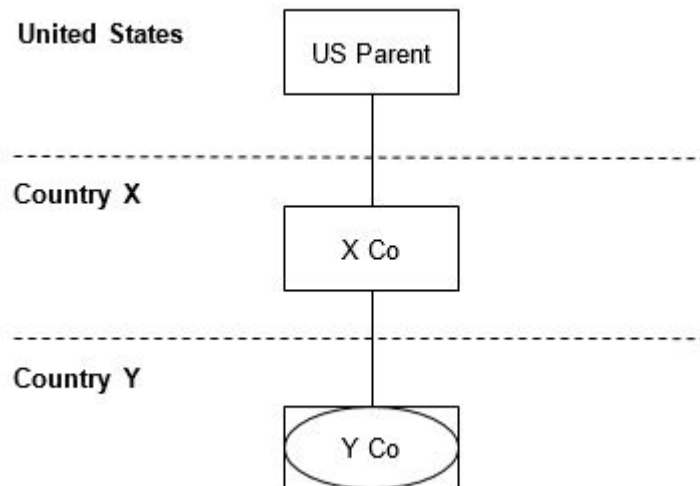 United States
US Parent
Country X
X Co
Country Y
Y Co